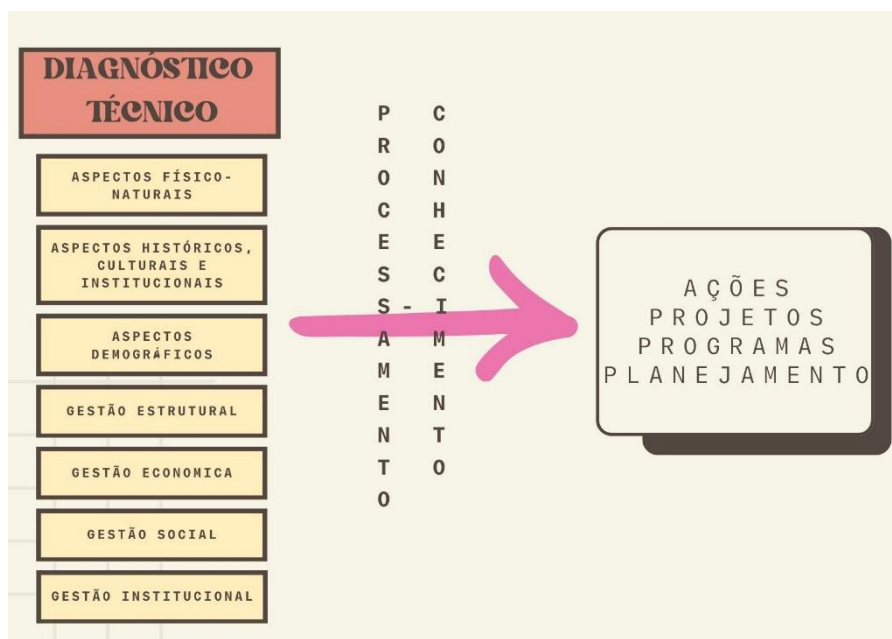 DIAGNÓSTICO
TÉCNICO
ASPECTOS FÍSICO-
NATURAIS
ASPECTOS HISTÓRICOS,
CULTURAIS E
INSTITUCIONAIS
ASPECTOS
DEMOGRÁFICOS
GESTÃO ESTRUTURAL
GESTÃO ECONOMICA
GESTÃO SOCIAL
GESTÃO INSTITUCIONAL
PROCESSAMENTO
-
CONHECIMENTO
AÇÕES
PROJETOS
PROGRAMAS
PLANEJAMENTO